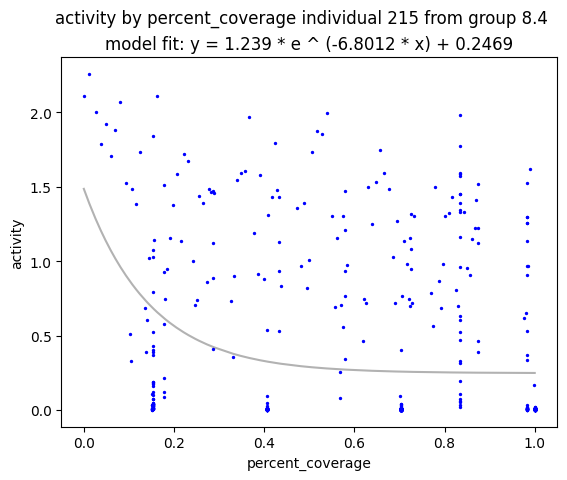 activity by percent_coverage individual 215 from group 8.4
model fit: y = 1.239 * e ^ (-6.8012 * x) + 0.2469
2.0
1.5
1.0
0.5
0.0
activity
0.0 0.2 0.4 0.6 0.8 1.0
percent_coverage